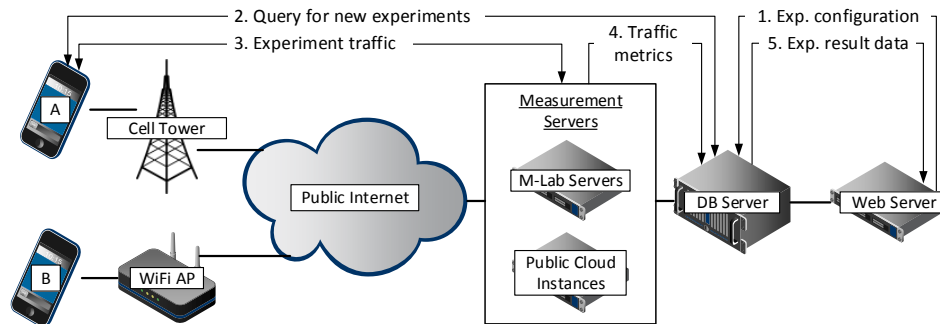 2. Query for new experiments
1. Exp. configuration
3. Experiment traffic
4. Traffic
metrics
5. Exp. result data
A
Cell Tower
Measurement
Servers
M-Lab Servers
Public Internet
DB Server
Web Server
B
WiFi AP
Public Cloud
Instances